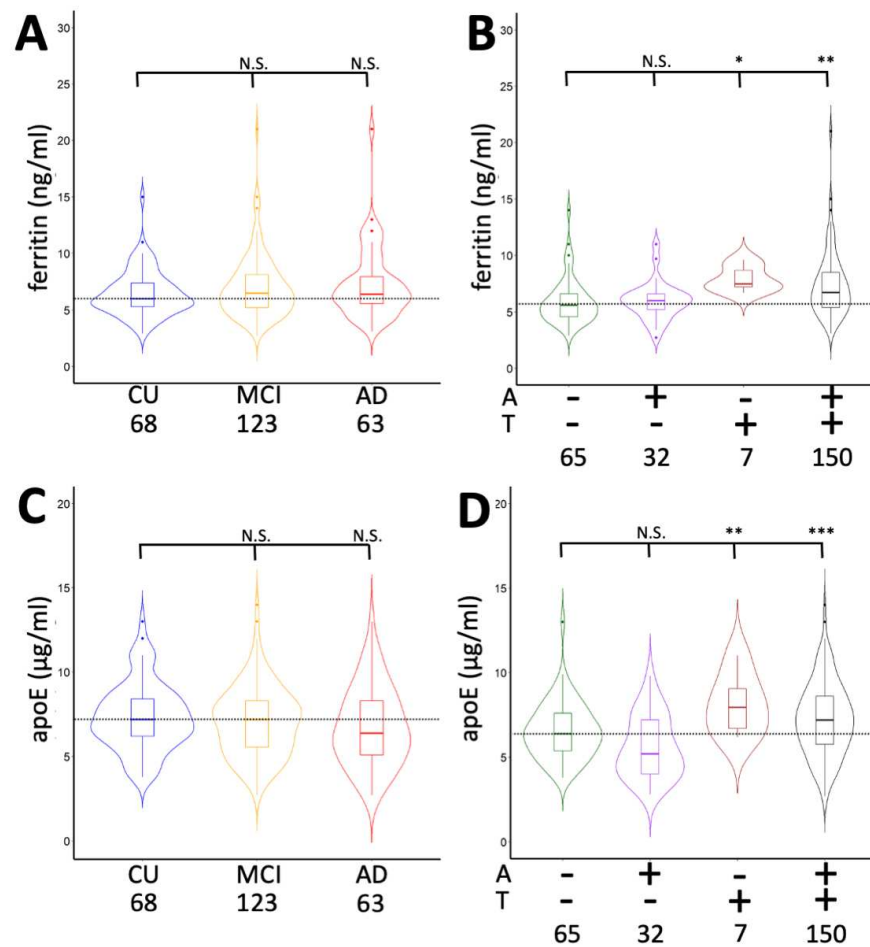 A
N.S. N.S.
ferritin (ng/ml)
30
25
20
15
10
5
0
CU MCI AD
68 123 63
B
N.S. * **
ferritin (ng/ml)
30
25
20
15
10
5
0
A - + - +
T - - + +
65 32 7 150
C
N.S. N.S.
apoE (µg/ml)
20
15
10
5
0
CU MCI AD
68 123 63
D
N.S. ** ***
apoE (µg/ml)
20
15
10
5
0
A - + - +
T - - + +
65 32 7 150